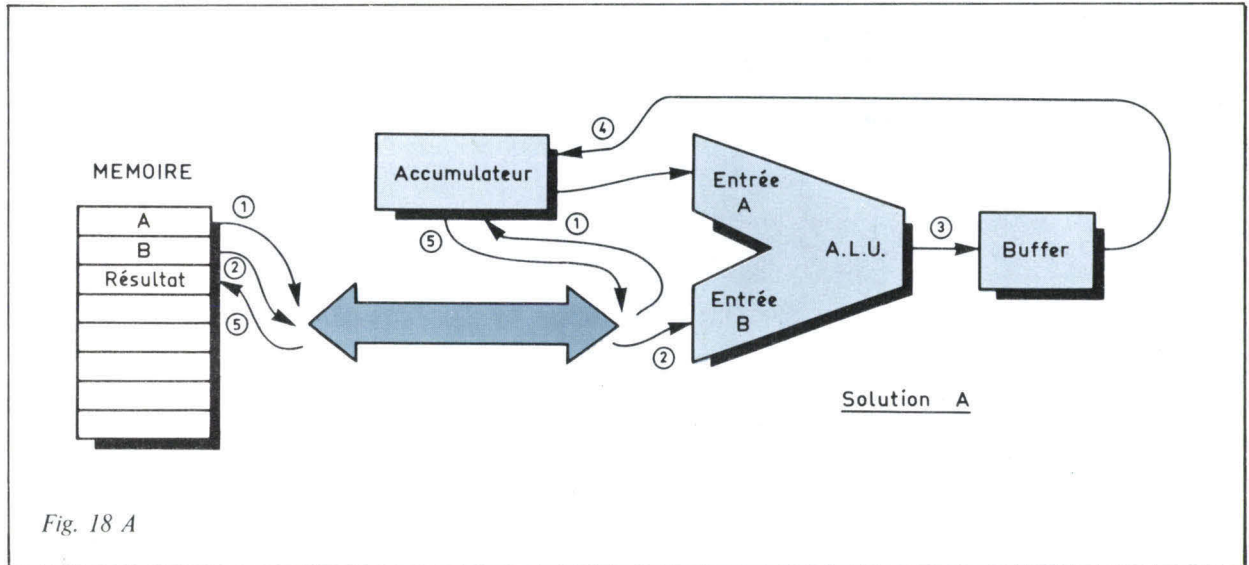 MEMOIRE
A
B
Résultat
①
②
⑤
Accumulateur
④
①
⑤
②
Entrée
A
Entrée
B
A.L.U.
③
Buffer
Solution A
Fig. 18 A